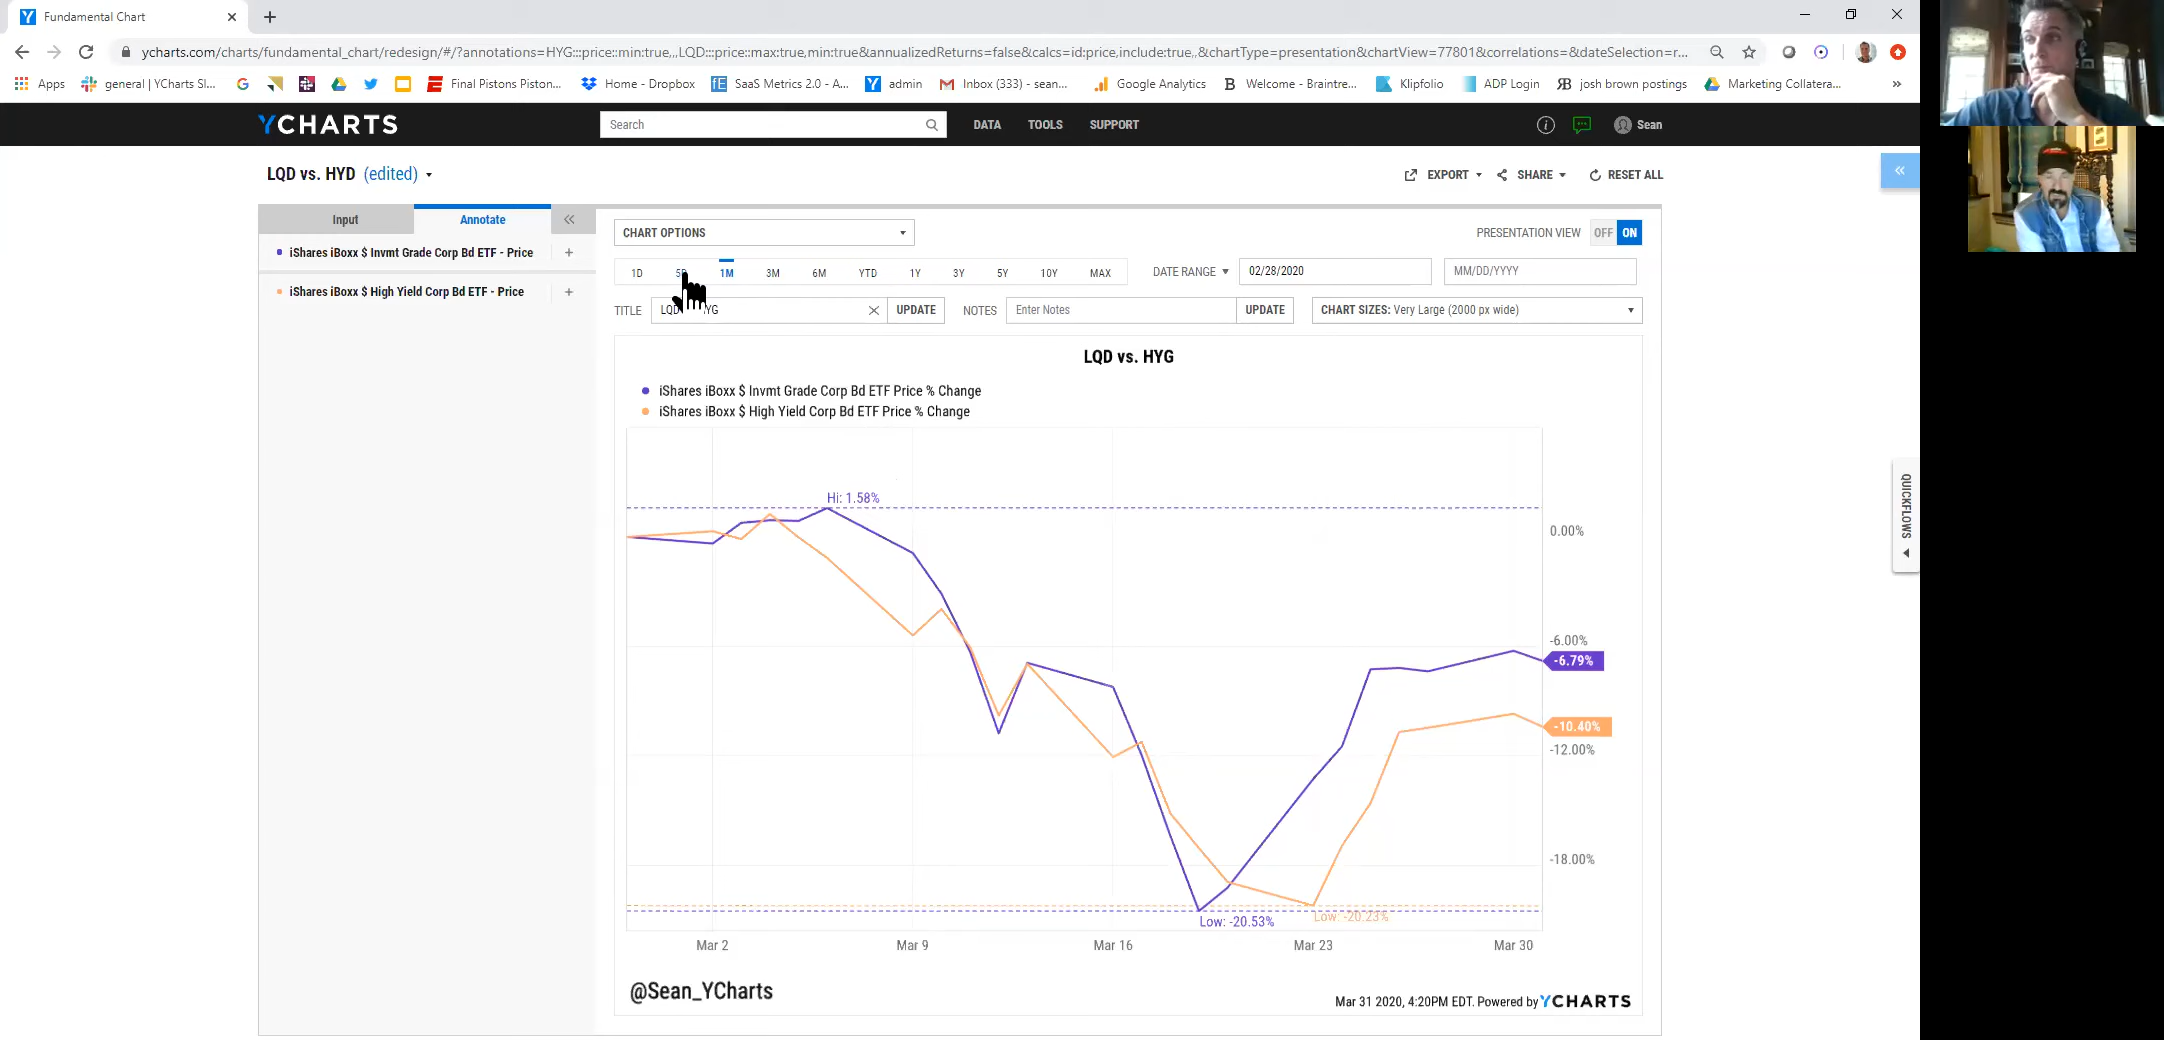 Fundamental Chart
ycharts.com/charts/fundamental_chart/redesign/#/?annotations=HYG:::price::min:true,,,LQD:::price::max:true,min:true&annualizedReturns=false&calcs=id:price,include:true,,&chartType=presentation&chartView=77801&correlations=&dateSelection=r...
Apps general | YCharts Sl... Final Pistons Piston... Home - Dropbox SaaS Metrics 2.0 - A... admin Inbox (333) - sean... Google Analytics Welcome - Braintre... Klipfolio ADP Login josh brown postings Marketing Collatera... »
YCHARTS Search DATA TOOLS SUPPORT Sean
LQD vs. HYD (edited) EXPORT SHARE RESET ALL
Input Annotate
iShares iBoxx $ Invmt Grade Corp Bd ETF - Price +
iShares iBoxx $ High Yield Corp Bd ETF - Price +
CHART OPTIONS PRESENTATION VIEW OFF ON
1D 1M 3M 6M YTD 1Y 3Y 5Y 10Y MAX DATE RANGE 02/28/2020 MM/DD/YYYY
TITLE LQD YG UPDATE NOTES Enter Notes UPDATE CHART SIZES: Very Large (2000 px wide)
LQD vs. HYG
iShares iBoxx $ Invmt Grade Corp Bd ETF Price % Change
iShares iBoxx $ High Yield Corp Bd ETF Price % Change
Hi: 1.58%
0.00%
-6.00%
-6.79%
-10.40%
-12.00%
-18.00%
Low: -20.53% Low: -20.23%
Mar 2 Mar 9 Mar 16 Mar 23 Mar 30
@Sean_YCharts
Mar 31 2020, 4:20PM EDT. Powered by YCHARTS
QUICKFLOWS